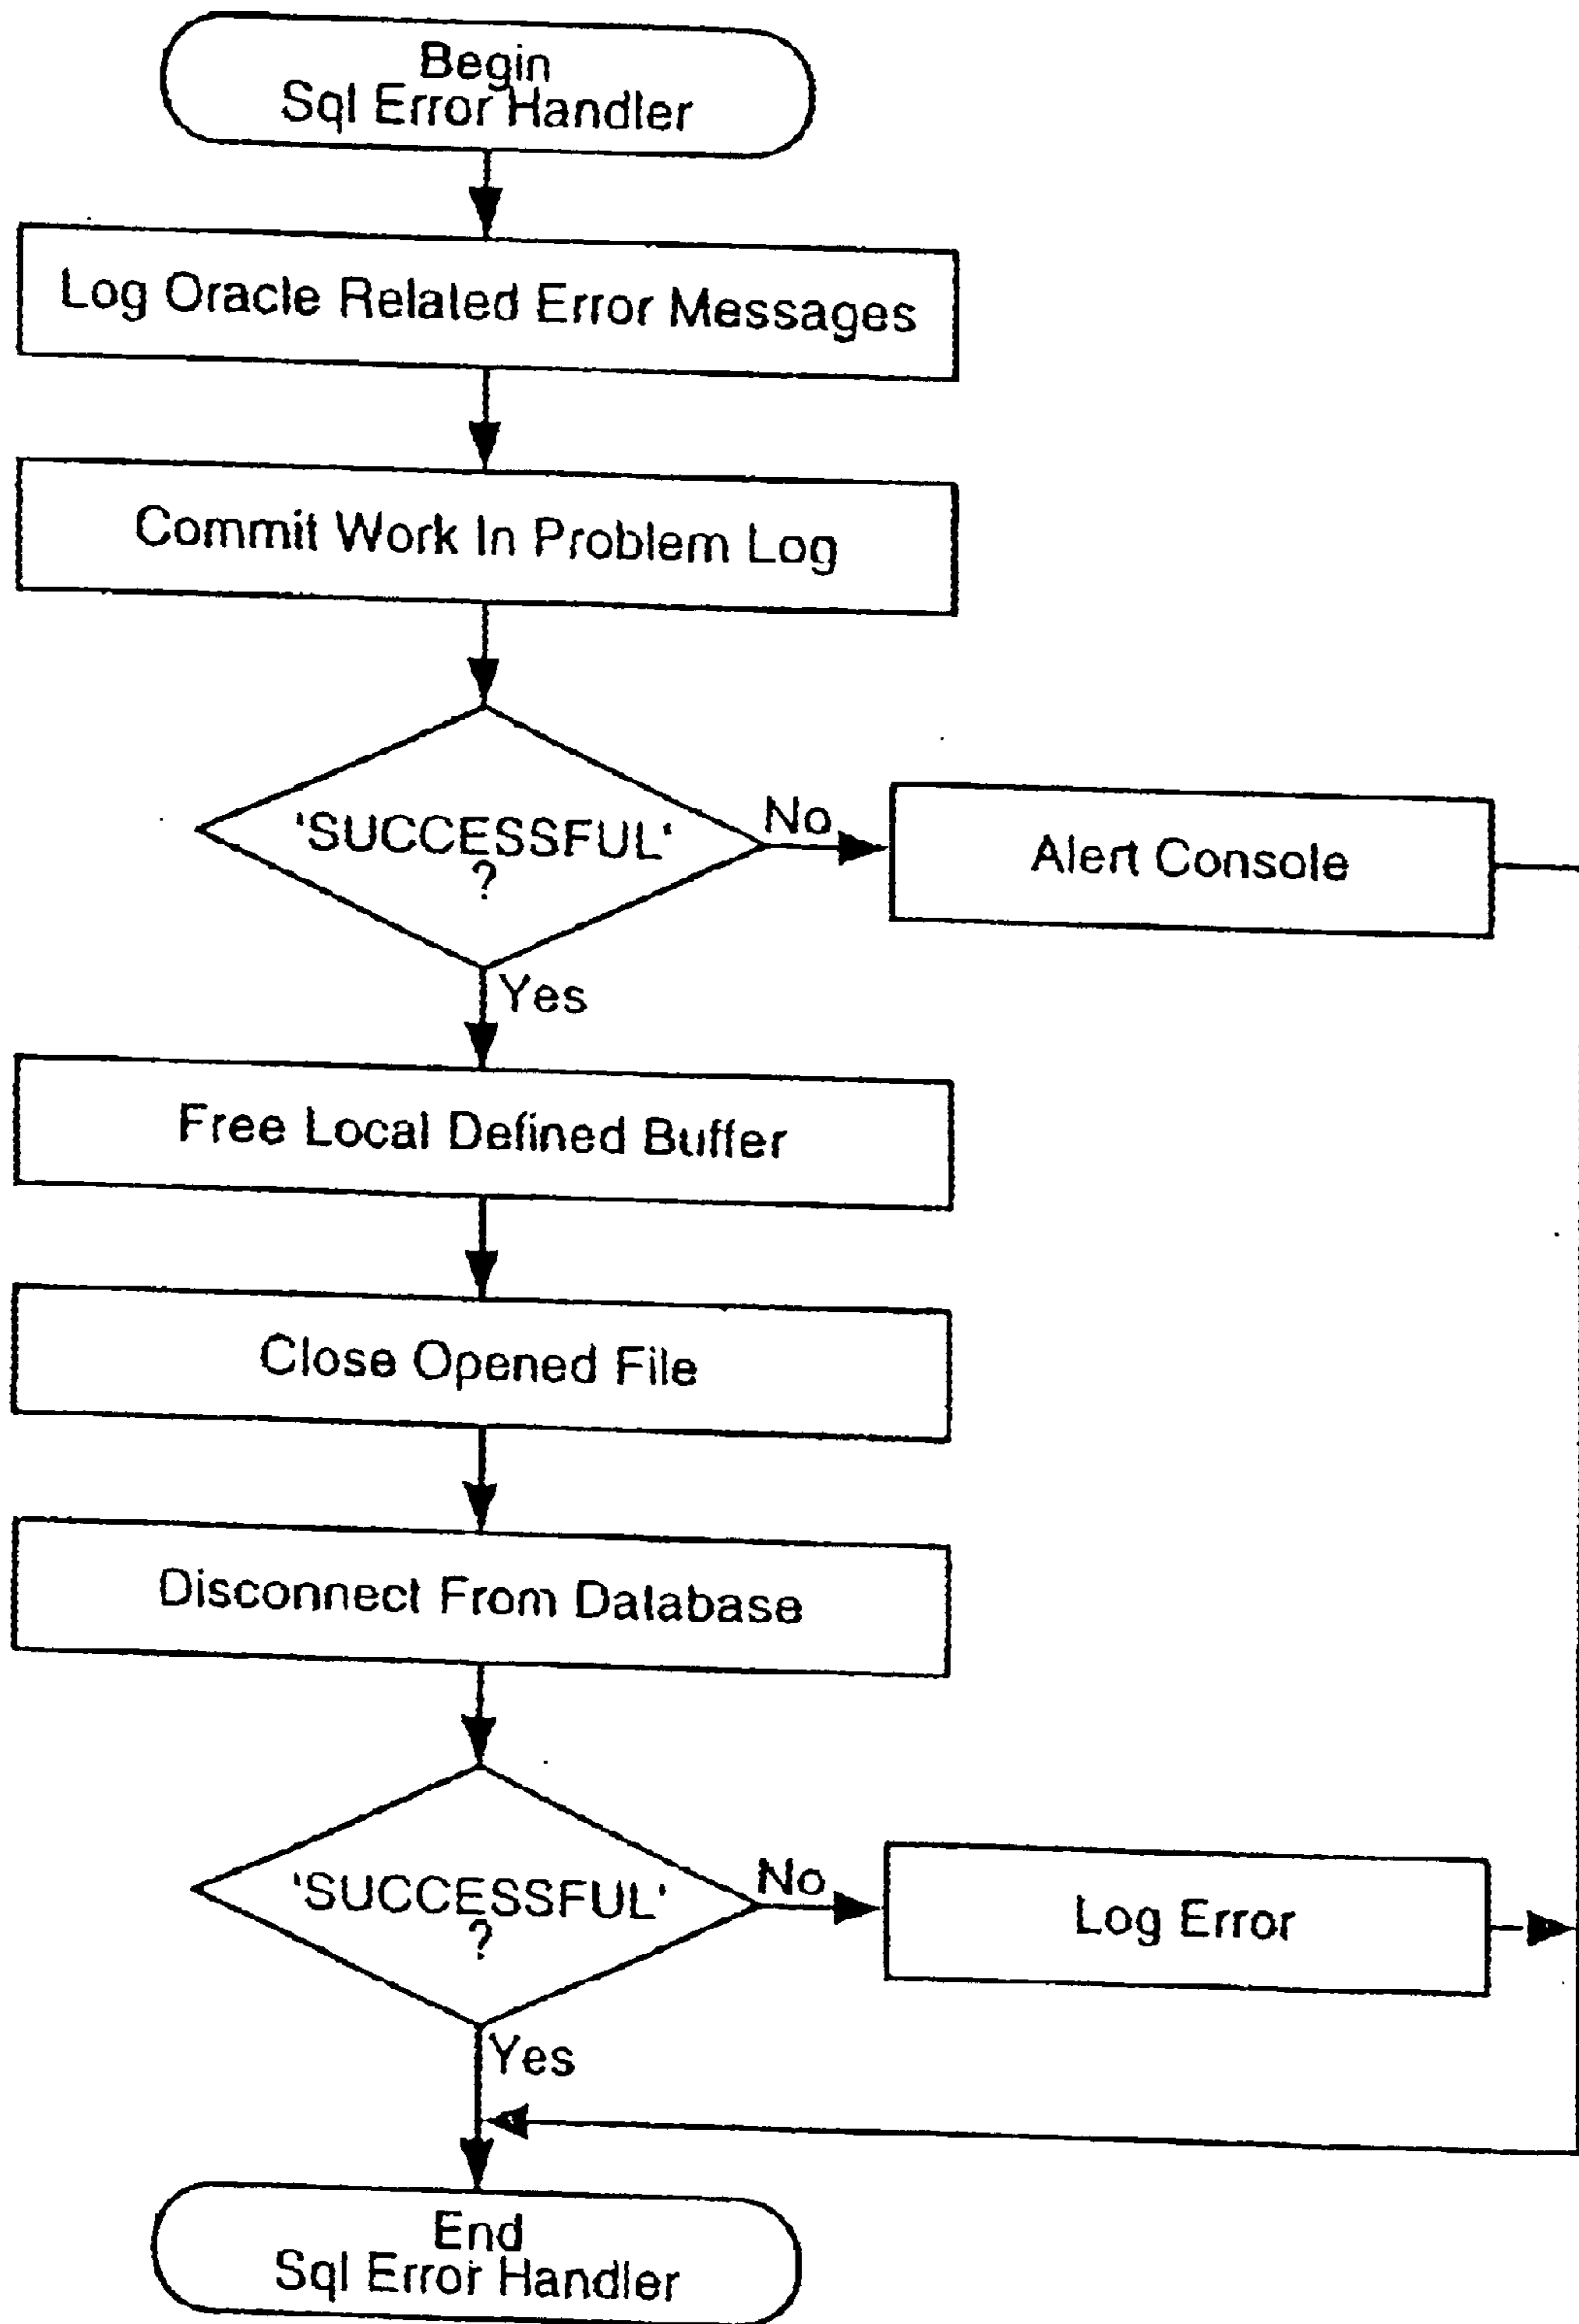 Begin
Sql Error Handler
Log Oracle Related Error Messages
Commit Work In Problem Log
'SUCCESSFUL'
?
No
Alert Console
Yes
Free Local Defined Buffer
Close Opened File
Disconnect From Database
'SUCCESSFUL'
?
No
Log Error
Yes
End
Sql Error Handler